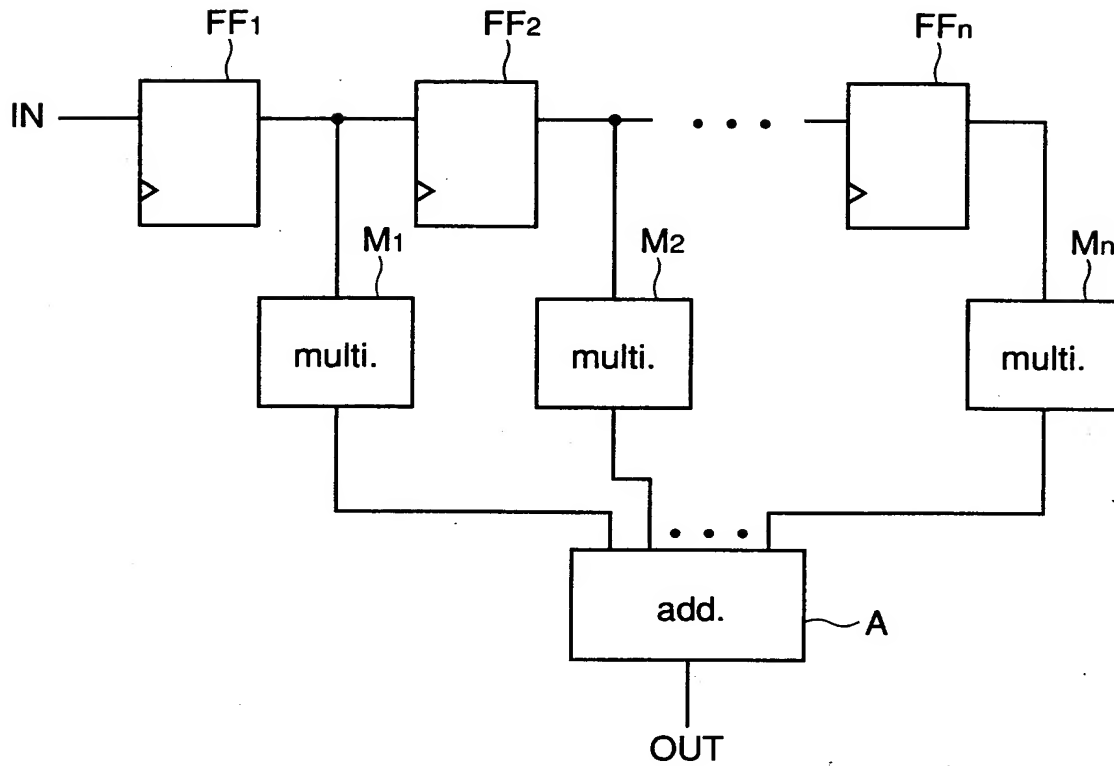 FF1
FF2
FFn
IN
M1
M2
Mn
multi.
multi.
multi.
add.
A
OUT